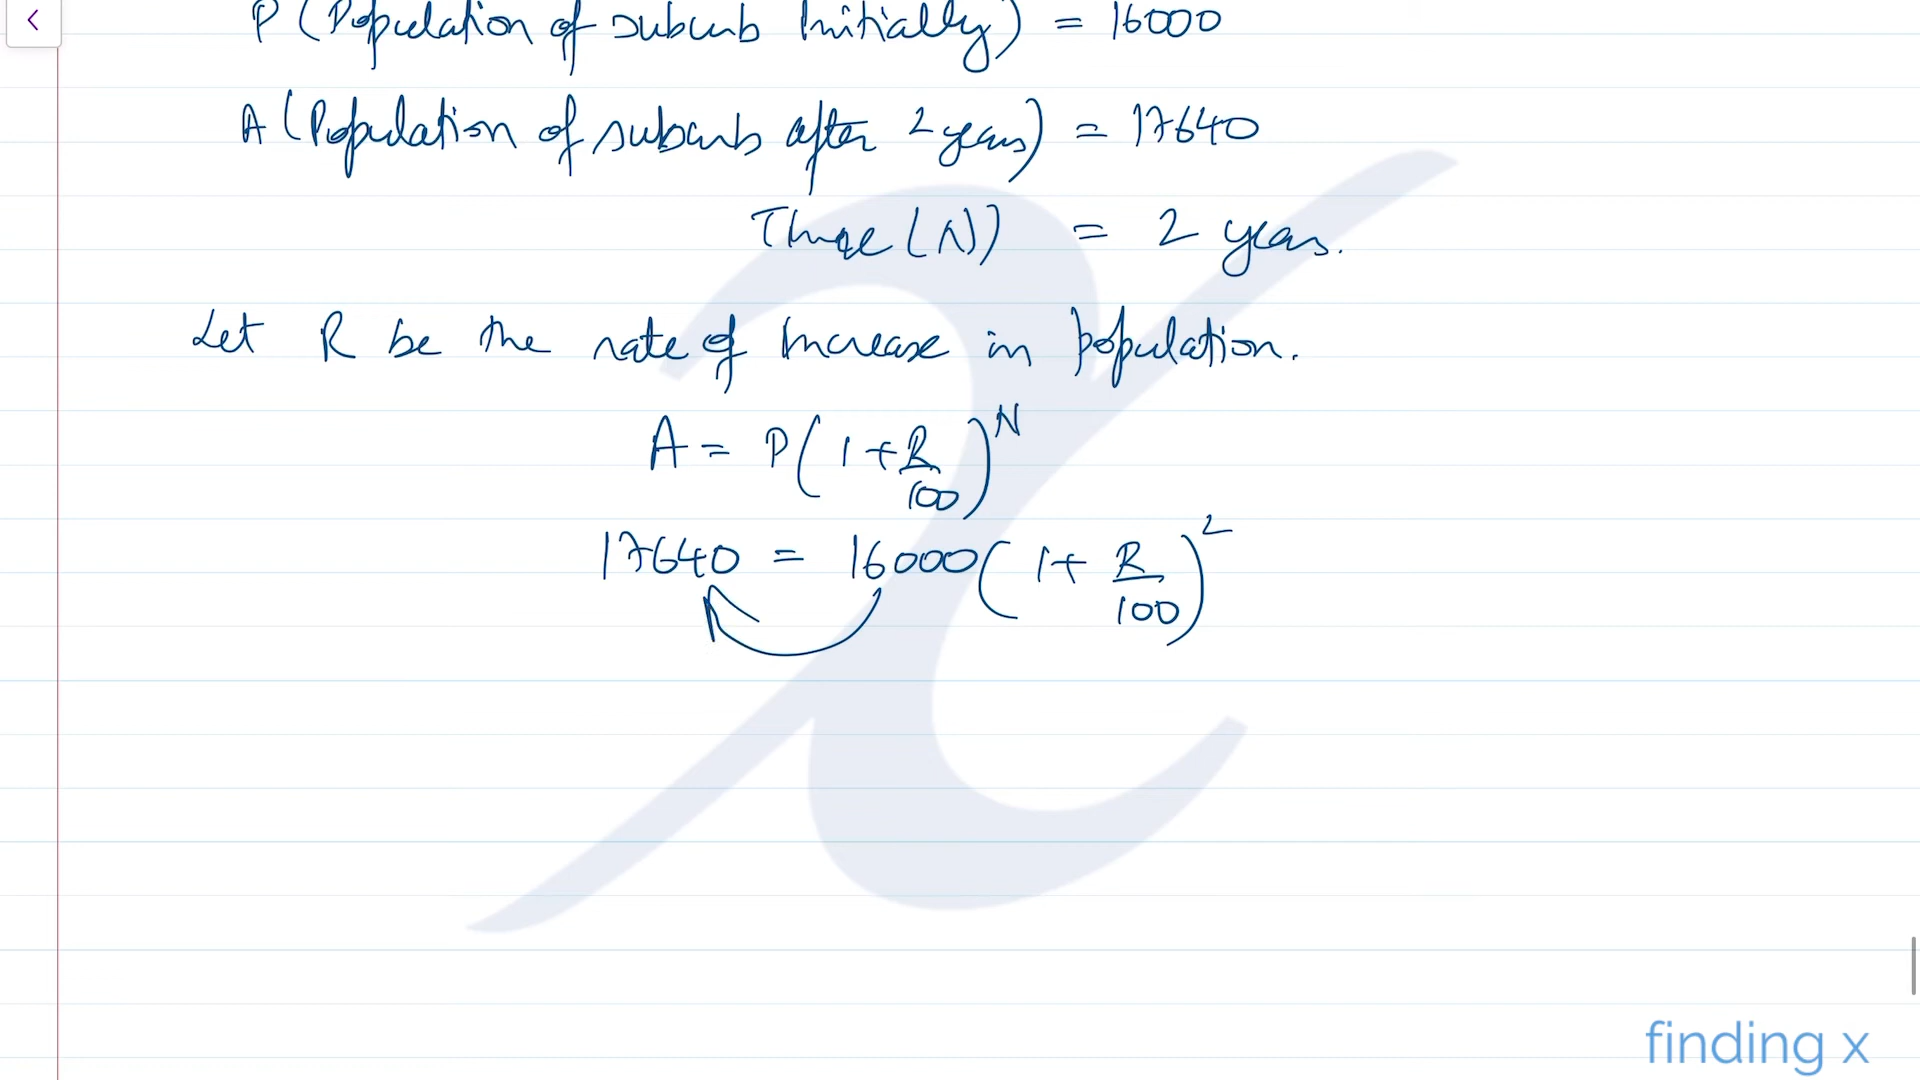 P (Population of suburb Initially) = 16000
A (Population of suburb after 2 years) = 17640
Time (N) = 2 years.
Let R be the rate of Increase in population.
A = P(1 + R/100)^N
17640 = 16000(1 + R/100)^2
finding x